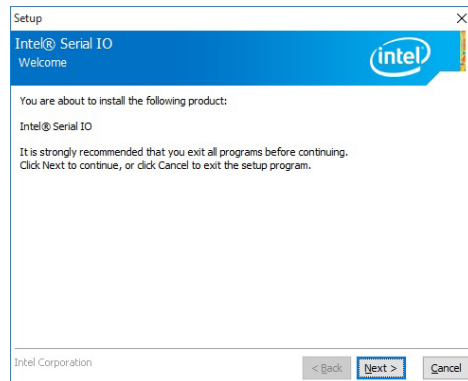 Setup
Intel® Serial IO
Welcome
intel
You are about to install the following product:
Intel® Serial IO
It is strongly recommended that you exit all programs before continuing.
Click Next to continue, or click Cancel to exit the setup program.
Intel Corporation
< Back Next > Cancel